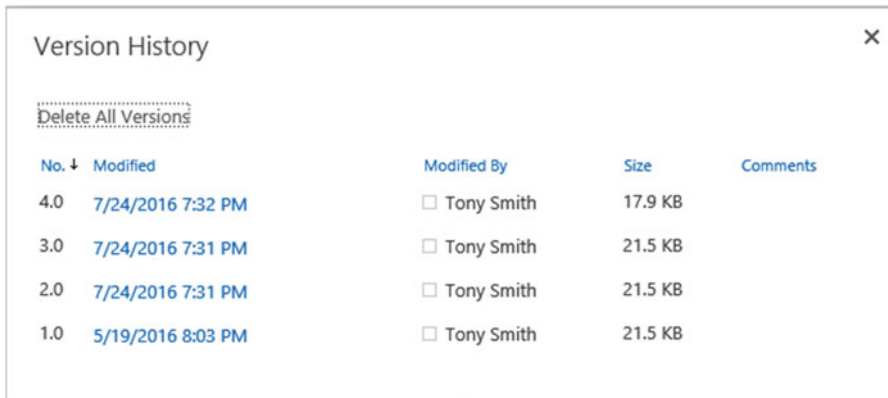 Version History
Delete All Versions
No. ↓ Modified Modified By Size Comments
4.0 7/24/2016 7:32 PM Tony Smith 17.9 KB
3.0 7/24/2016 7:31 PM Tony Smith 21.5 KB
2.0 7/24/2016 7:31 PM Tony Smith 21.5 KB
1.0 5/19/2016 8:03 PM Tony Smith 21.5 KB